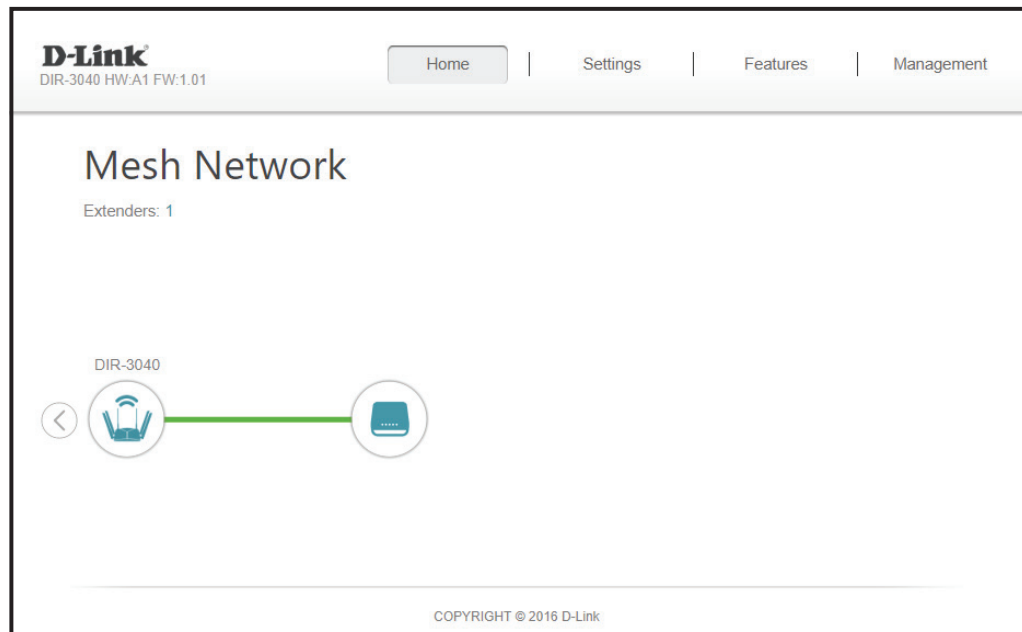 D-Link
DIR-3040 HW:A1 FW:1.01
Home
Settings
Features
Management
Mesh Network
Extenders: 1
DIR-3040
COPYRIGHT © 2016 D-Link